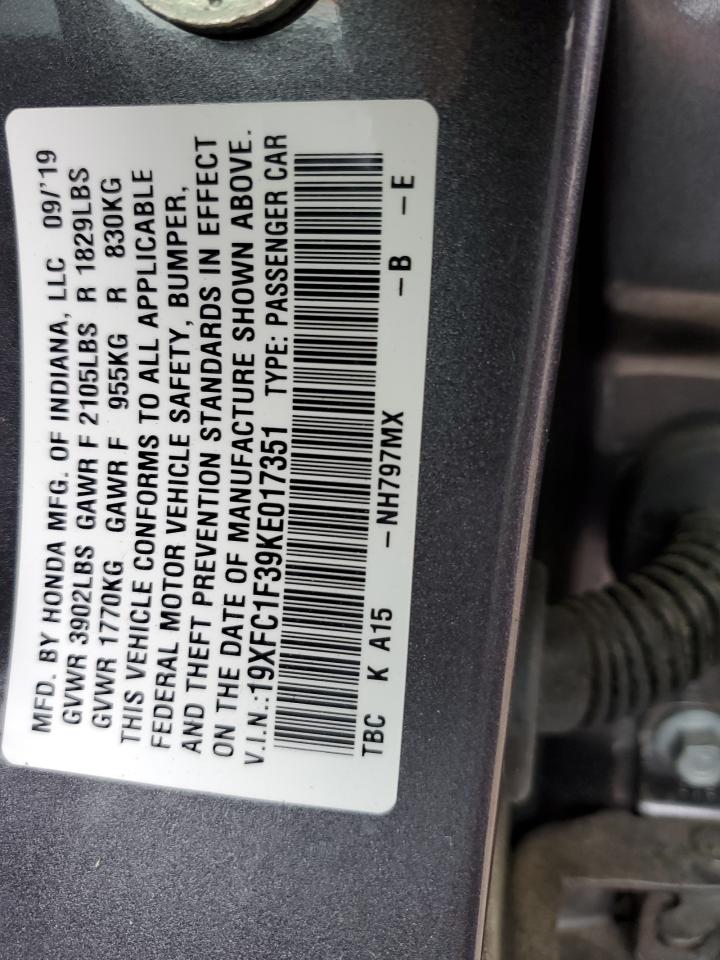 MFD. BY HONDA MFG. OF INDIANA, LLC 09/'19
GVWR 3902LBS GAWR F 2105LBS R 1829LBS
GVWR 1770KG GAWR F 955KG R 830KG
THIS VEHICLE CONFORMS TO ALL APPLICABLE
FEDERAL MOTOR VEHICLE SAFETY, BUMPER,
AND THEFT PREVENTION STANDARDS IN EFFECT
ON THE DATE OF MANUFACTURE SHOWN ABOVE.
V.I.N.:19XFC1F39KE017351 TYPE: PASSENGER CAR
TBC K A15 -NH797MX -B -E